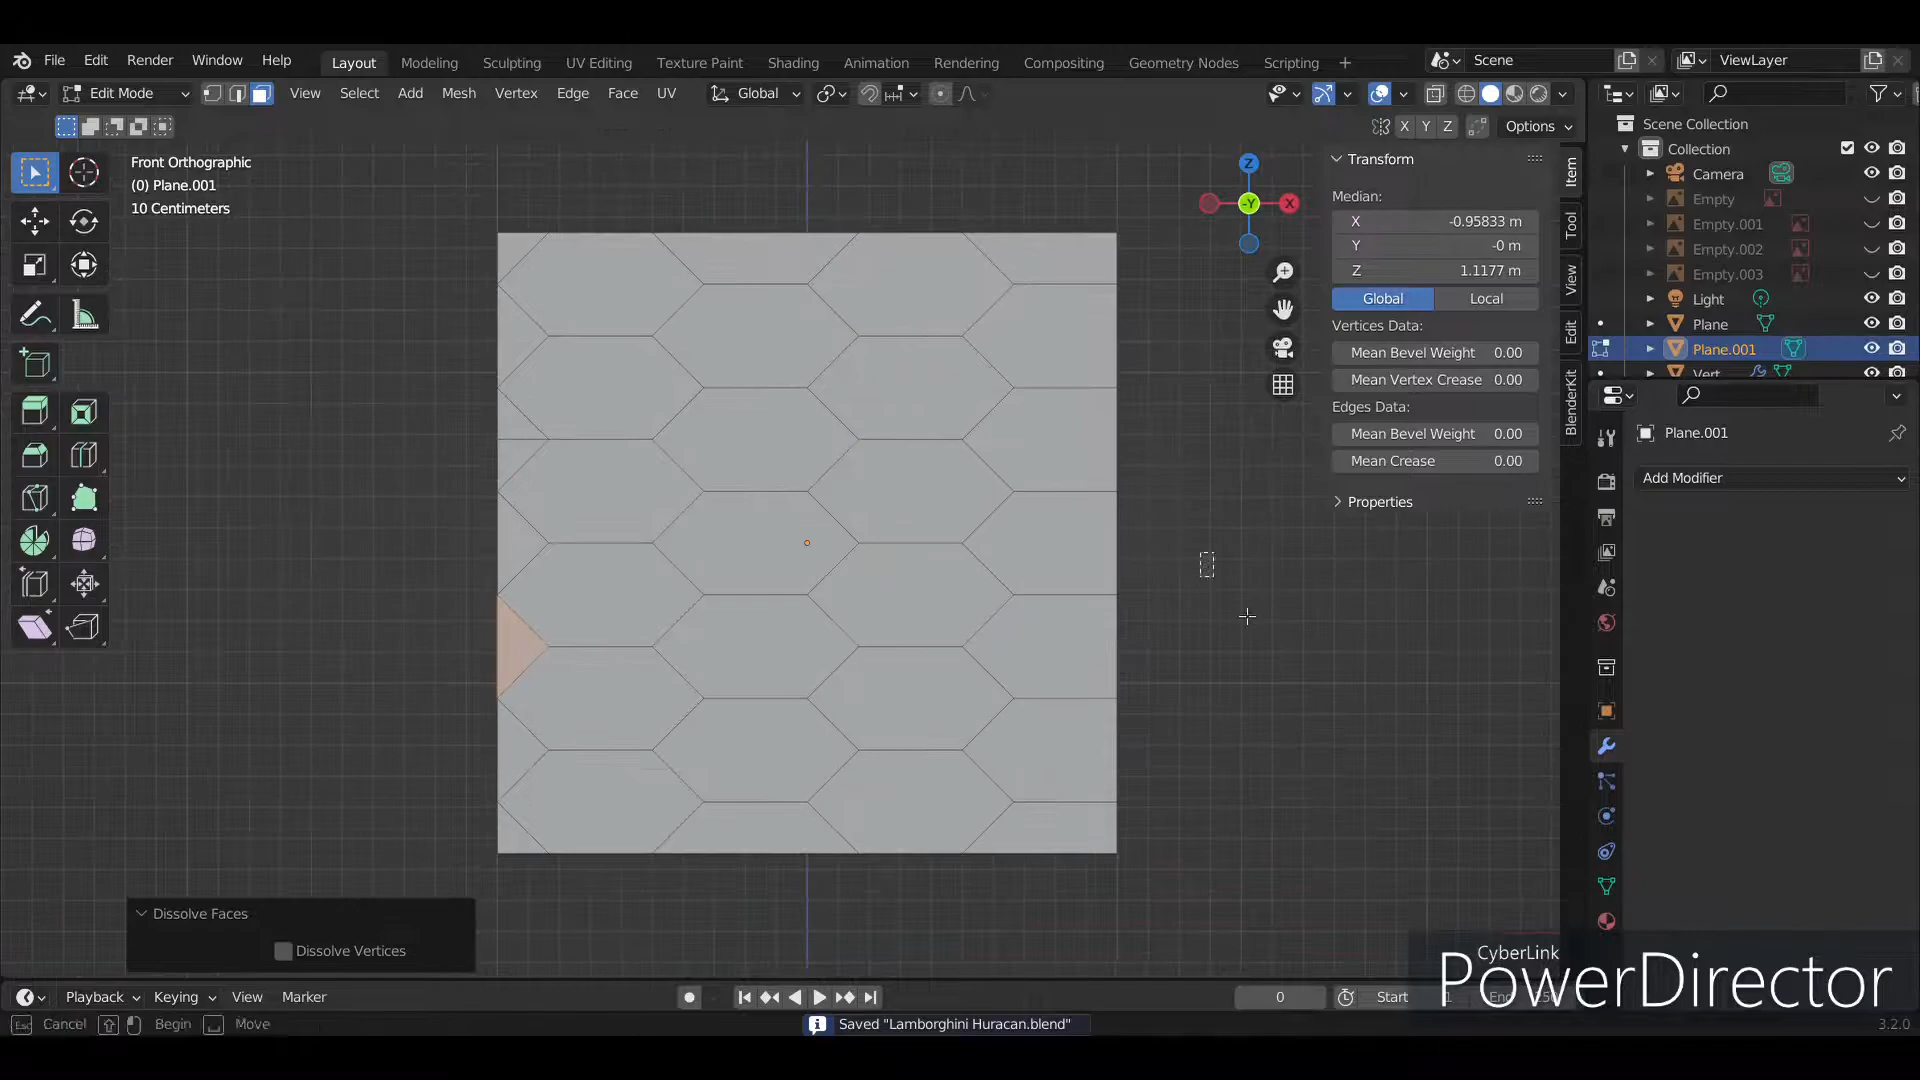 File Edit Render Window Help Layout Modeling Sculpting UV Editing Texture Paint Shading Animation Rendering Compositing Geometry Nodes Scripting + Scene ViewLayer
Edit Mode View Select Add Mesh Vertex Edge Face UV Global
X Y Z Options
Front Orthographic
(0) Plane.001
10 Centimeters
Z
-Y X
Transform
Median:
X -0.95833 m
Y -0 m
Z 1.1177 m
Global Local
Vertices Data:
Mean Bevel Weight 0.00
Mean Vertex Crease 0.00
Edges Data:
Mean Bevel Weight 0.00
Mean Crease 0.00
Properties
Item
Tool
View
Edit
BlenderKit
Scene Collection
Collection
Camera
Empty
Empty.001
Empty.002
Empty.003
Light
Plane
Plane.001
Vert
Plane.001
Add Modifier
Dissolve Faces
Dissolve Vertices
CyberLink
PowerDirector
Playback Keying View Marker 0 Start 1 End
Esc Cancel Begin Move Saved "Lamborghini Huracan.blend" 3.2.0